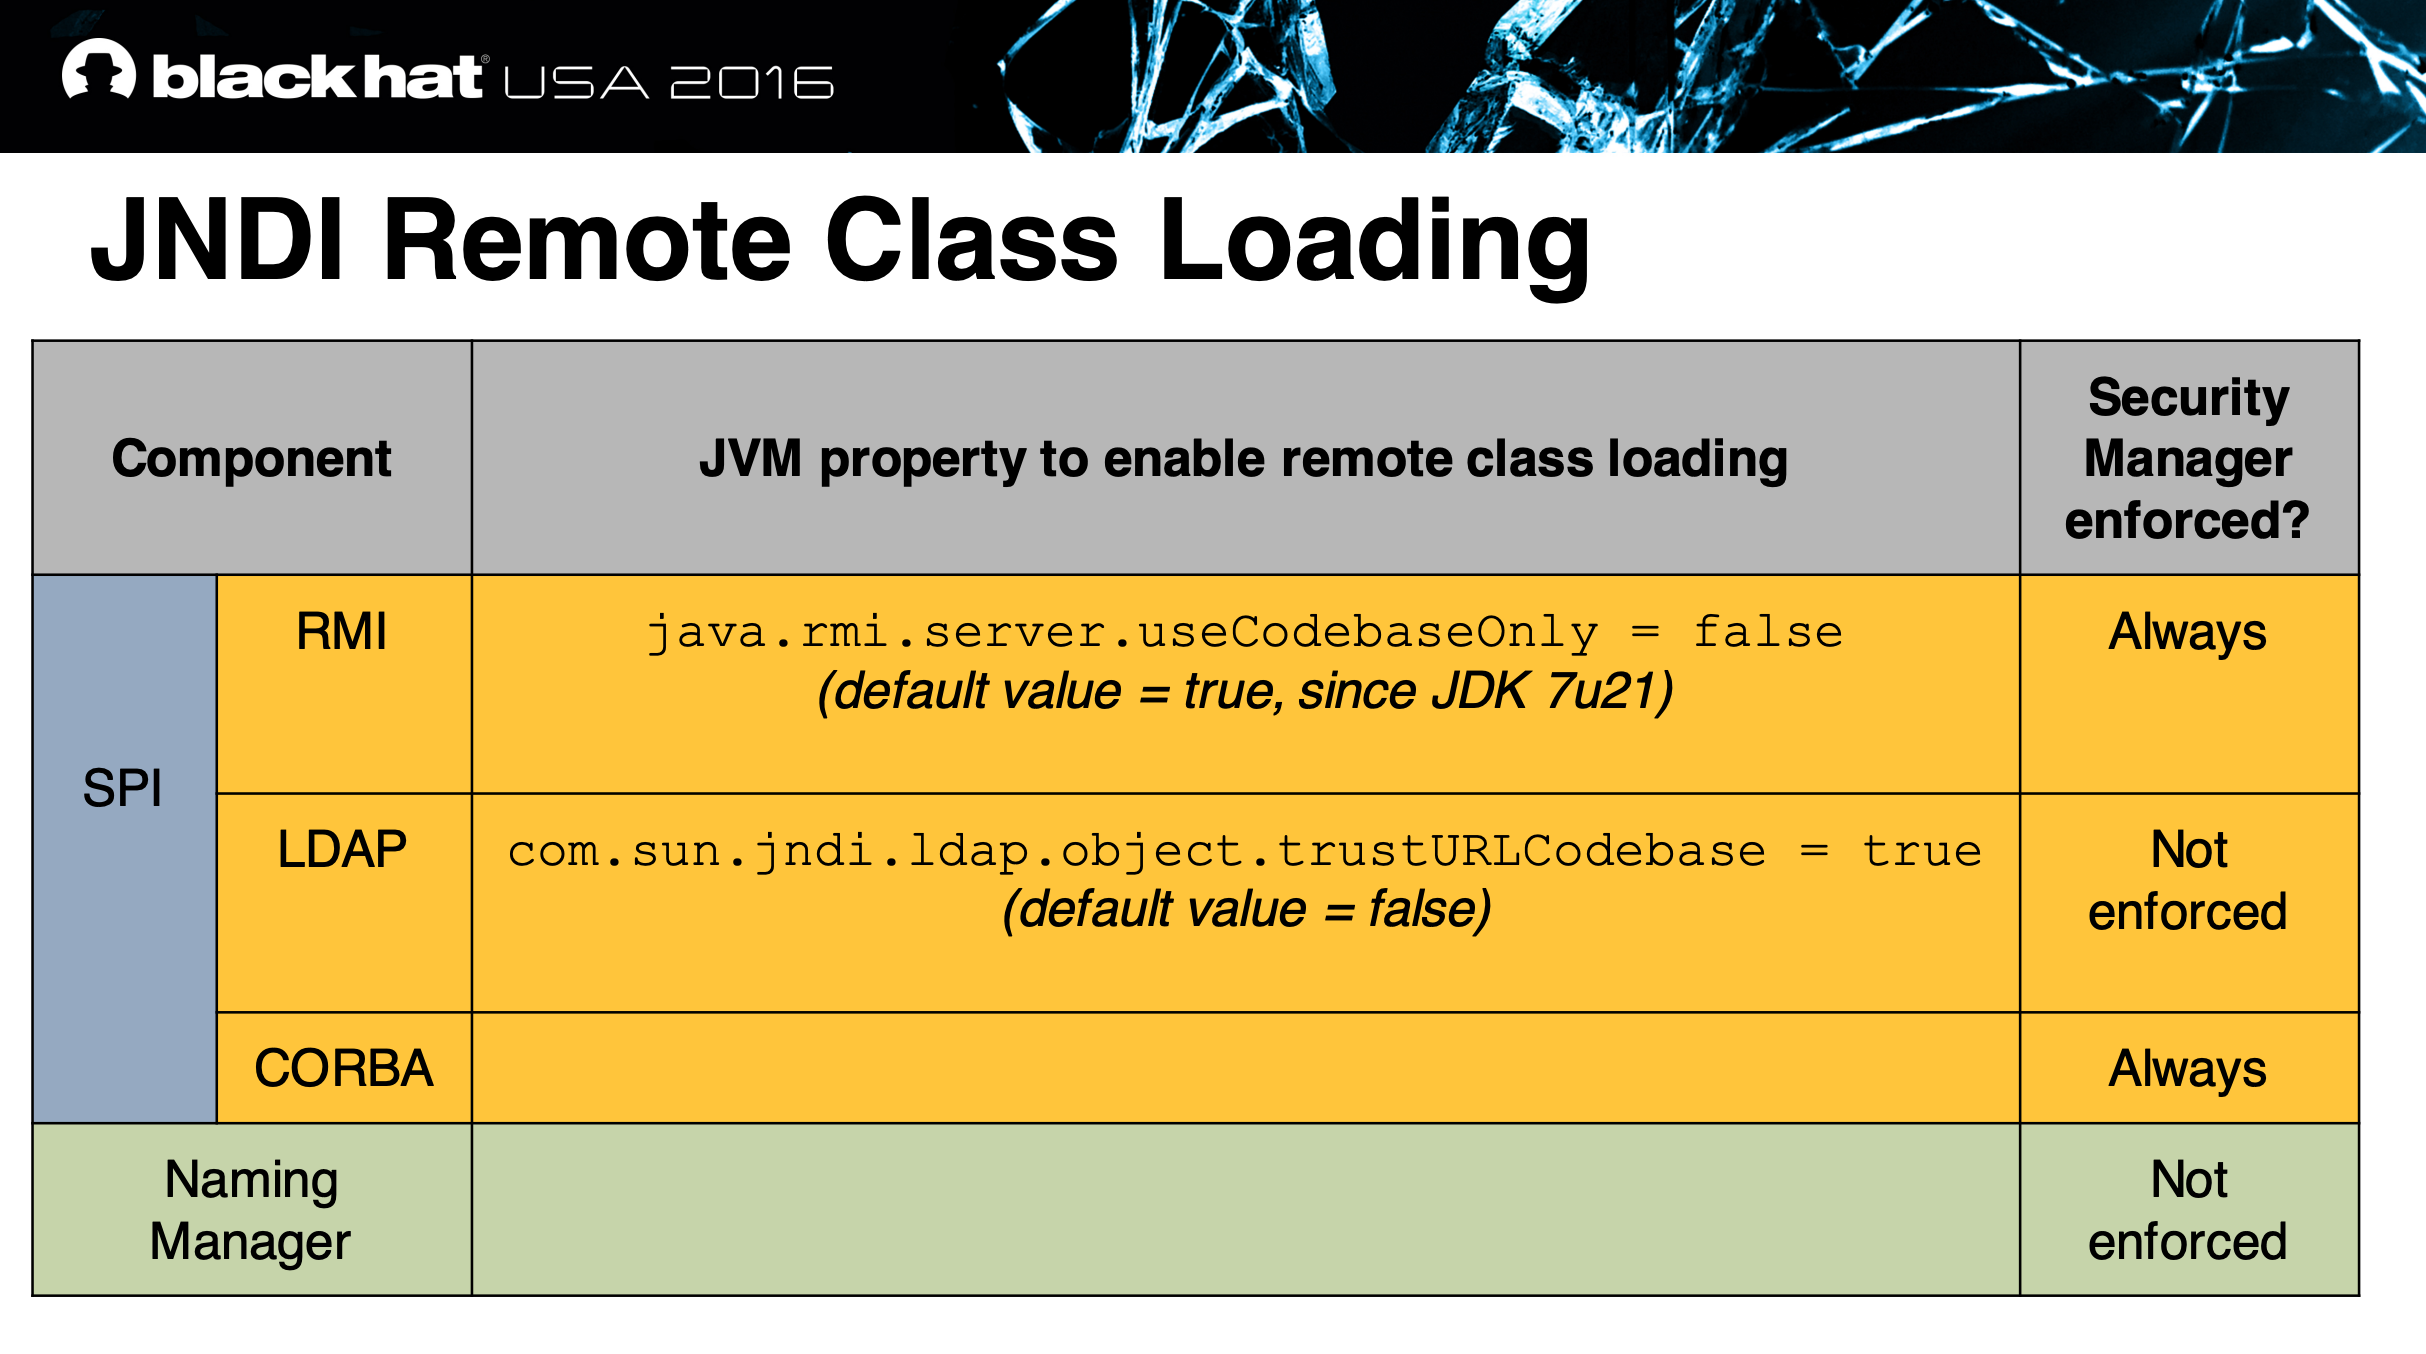 black hat® USA 2016
JNDI Remote Class Loading
Component
JVM property to enable remote class loading
Security
Manager
enforced?
SPI
RMI
java.rmi.server.useCodebaseOnly = false
(default value = true, since JDK 7u21)
Always
LDAP
com.sun.jndi.ldap.object.trustURLCodebase = true
(default value = false)
Not
enforced
CORBA
Always
Naming
Manager
Not
enforced